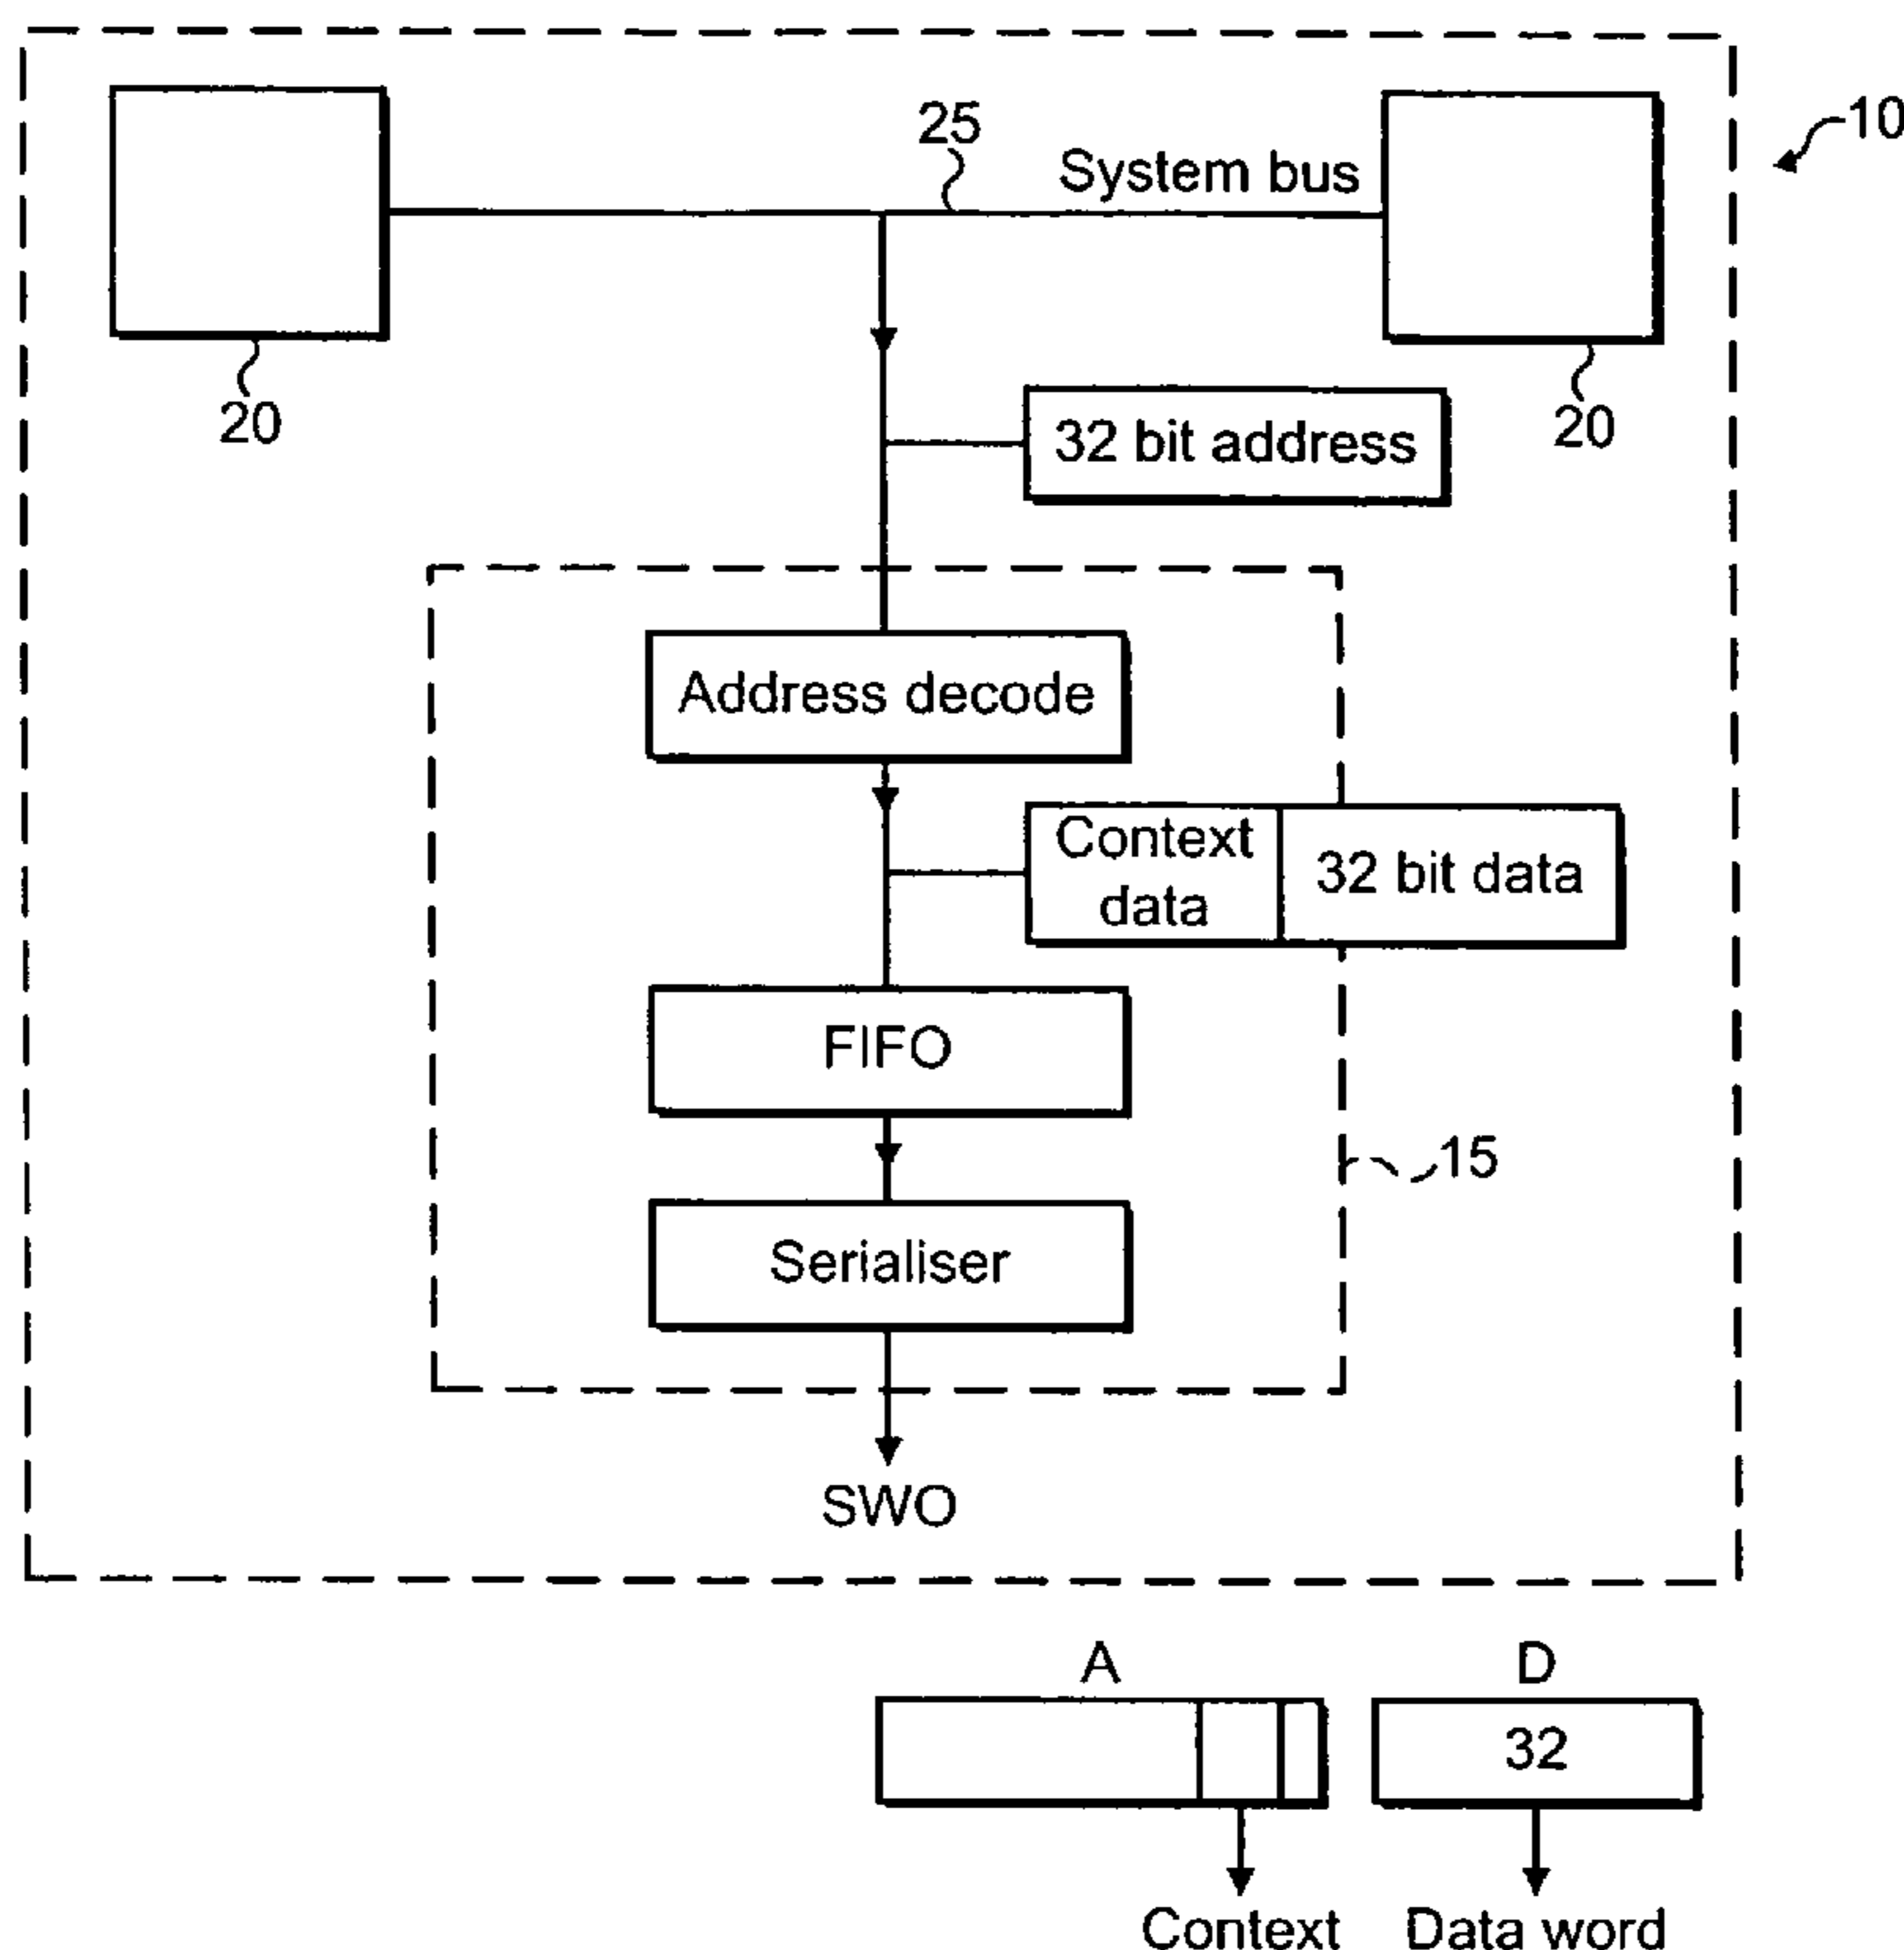 10
25
System bus
20
20
32 bit address
Address decode
Context
data
32 bit data
FIFO
15
Serialiser
SWO
A
D
32
Context
Data word